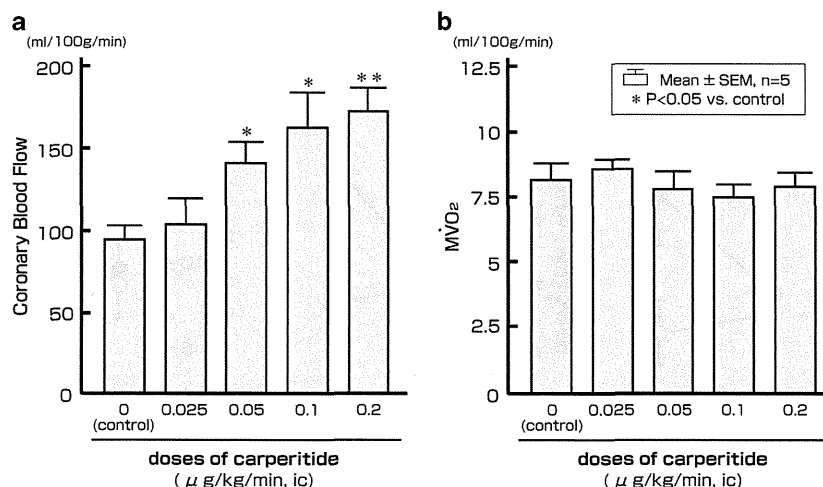 a
(ml/100g/min)
Coronary Blood Flow
200
150
100
50
0
*
*
**
0
(control)
0.025
0.05
0.1
0.2
doses of carperitide
( μ g/kg/min, ic)
b
(ml/100g/min)
MV̇O₂
12.5
10
7.5
5
2.5
0
Mean ± SEM, n=5
* P<0.05 vs. control
0
(control)
0.025
0.05
0.1
0.2
doses of carperitide
( μ g/kg/min, ic)